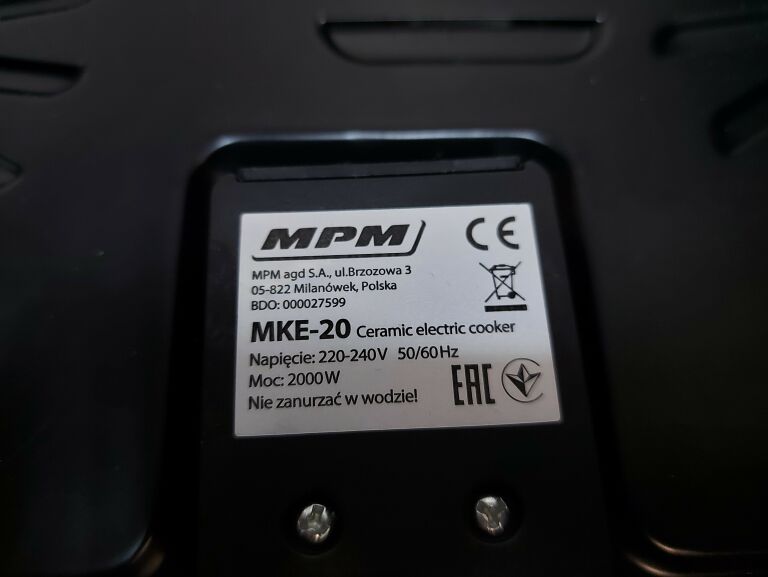 MPM
CE
MPM agd S.A., ul.Brzozowa 3
05-822 Milanówek, Polska
BDO: 000027599
MKE-20 Ceramic electric cooker
Napięcie: 220-240V 50/60Hz
Moc: 2000W
Nie zanurzać w wodzie!
EAC